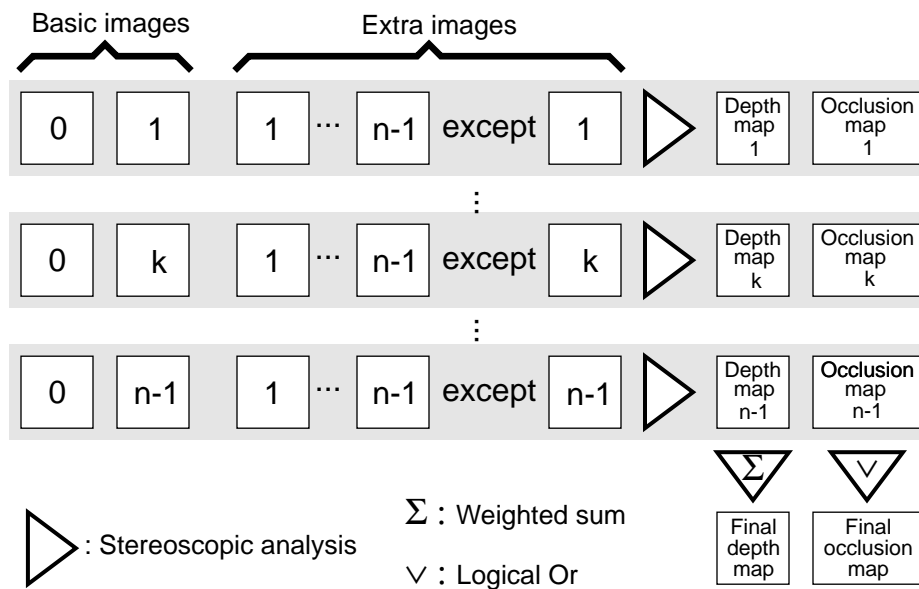 Basic images Extra images
0 1 1 ... n-1 except 1 Depth map 1 Occlusion map 1
⋮
0 k 1 ... n-1 except k Depth map k Occlusion map k
⋮
0 n-1 1 ... n-1 except n-1 Depth map n-1 Occlusion map n-1
Σ ∨
: Stereoscopic analysis
Σ : Weighted sum
∨ : Logical Or
Final depth map
Final occlusion map